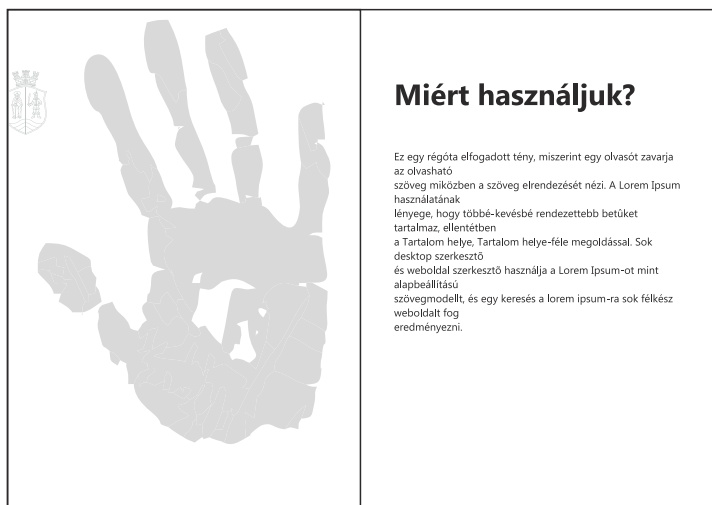 Miért használjuk?
Ez egy régóta elfogadott tény, miszerint egy olvasót zavarja
az olvasható
szöveg miközben a szöveg elrendezését nézi. A Lorem Ipsum
használatának
lényege, hogy többé-kevésbé rendezettebb betűket
tartalmaz, ellentétben
a Tartalom helye, Tartalom helye-féle megoldással. Sok
desktop szerkesztő
és weboldal szerkesztő használja a Lorem Ipsum-ot mint
alapbeállítású
szövegmodellt, és egy keresés a lorem ipsum-ra sok félkész
weboldalt fog
eredményezni.